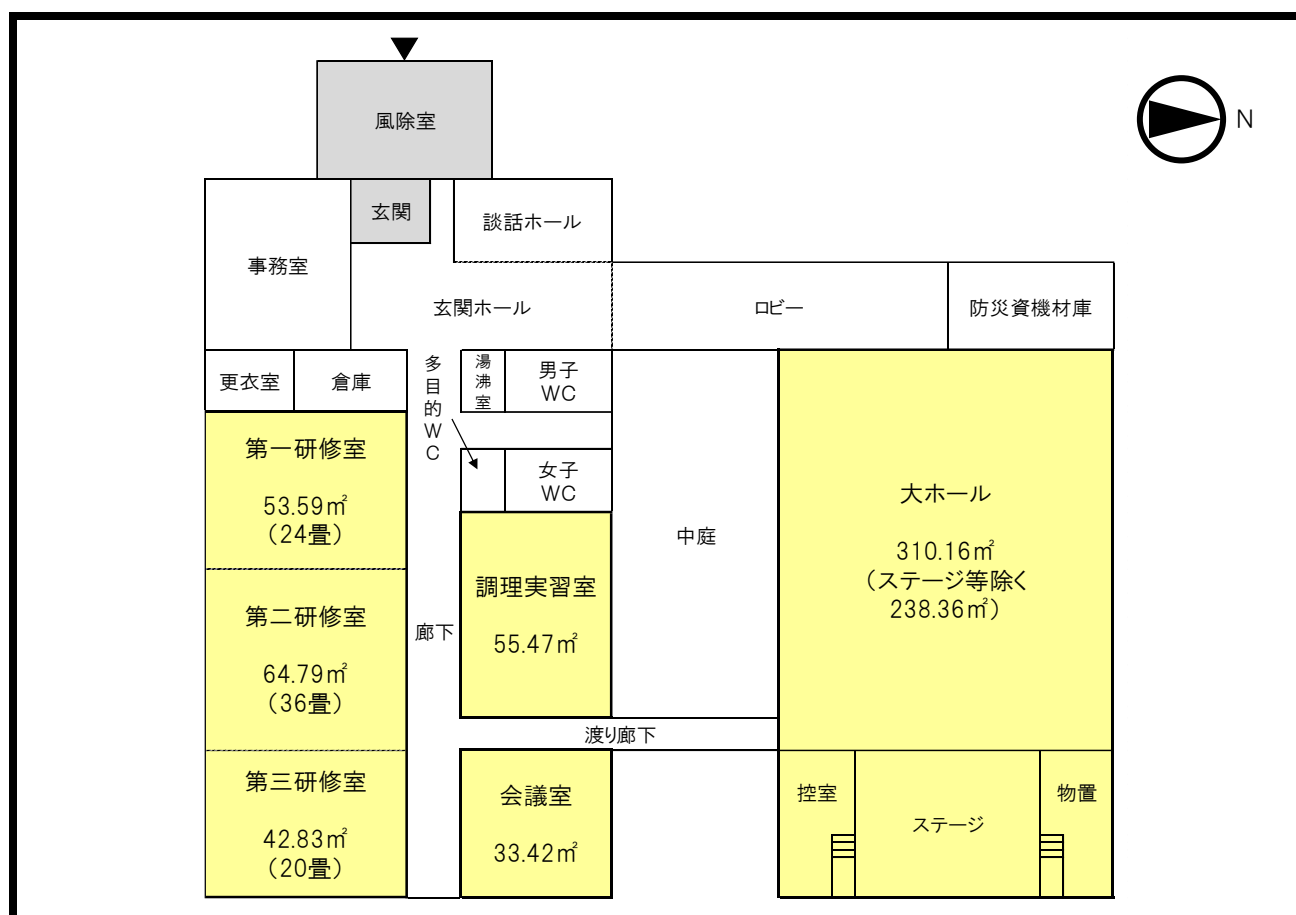 風除室
N
玄関
談話ホール
事務室
玄関ホール
ロビー
防災資機材庫
更衣室
倉庫
多目的WC
湯沸室
男子
WC
女子
WC
第一研修室
53.59㎡
（24畳）
大ホール
310.16㎡
（ステージ等除く
238.36㎡）
中庭
調理実習室
55.47㎡
第二研修室
64.79㎡
（36畳）
廊下
渡り廊下
第三研修室
42.83㎡
（20畳）
会議室
33.42㎡
控室
ステージ
物置